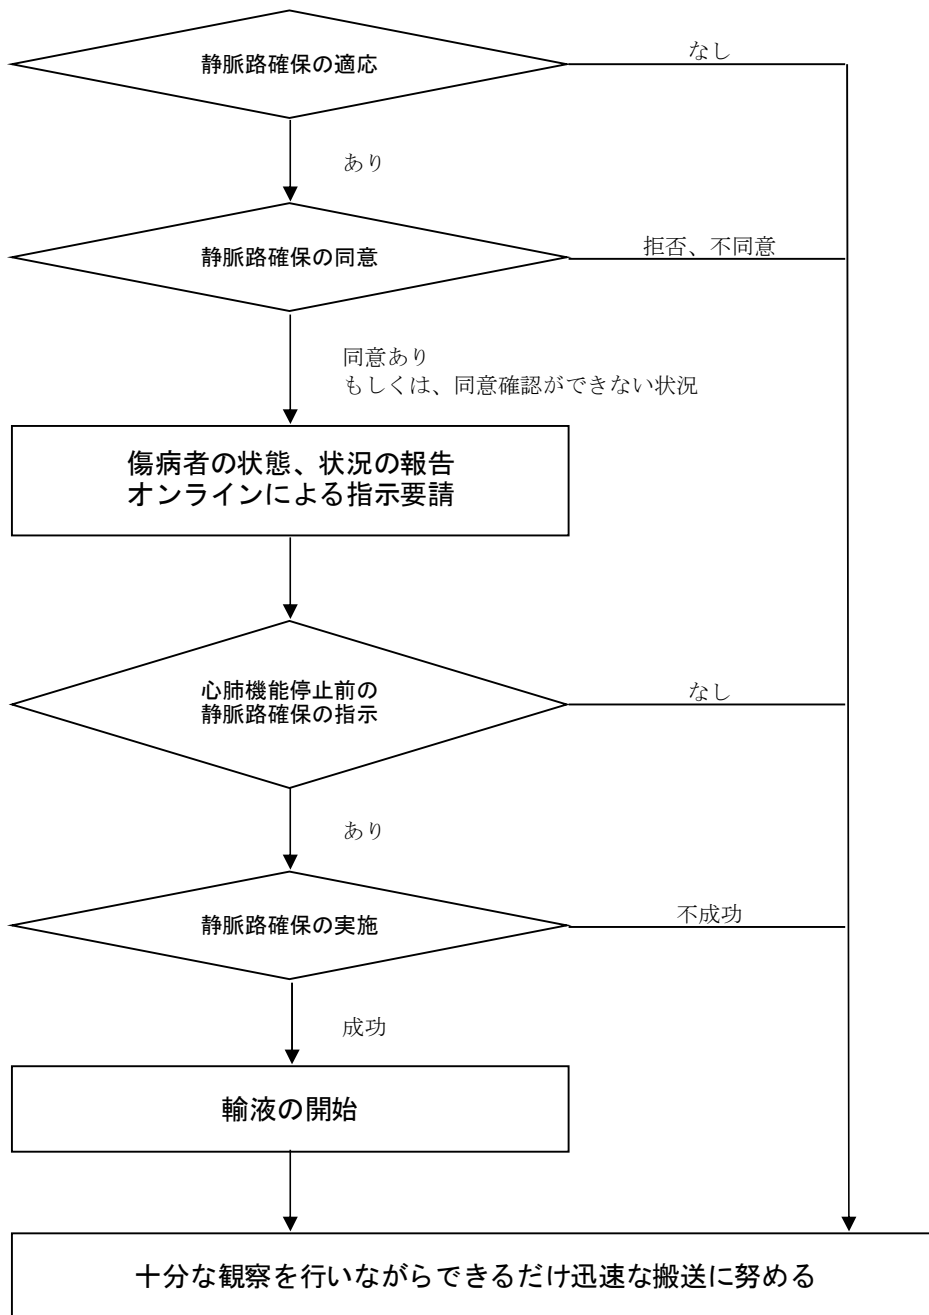 静脈路確保の適応
なし
あり
静脈路確保の同意
拒否、不同意
同意あり
もしくは、同意確認ができない状況
傷病者の状態、状況の報告
オンラインによる指示要請
心肺機能停止前の
静脈路確保の指示
なし
あり
静脈路確保の実施
不成功
成功
輸液の開始
十分な観察を行いながらできるだけ迅速な搬送に努める